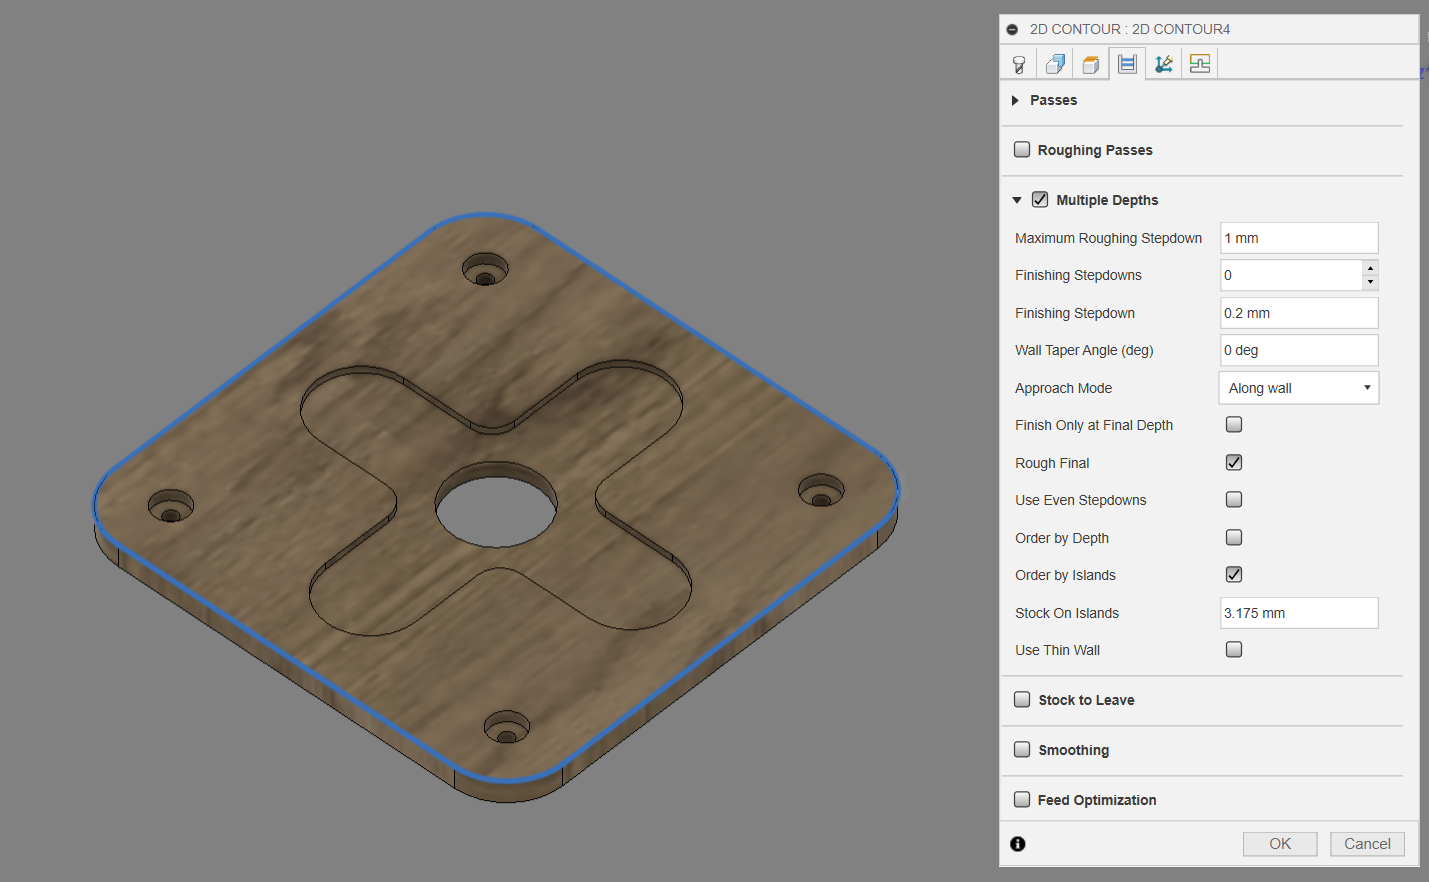 2D CONTOUR : 2D CONTOUR4
Passes
Roughing Passes
Multiple Depths
Maximum Roughing Stepdown 1 mm
Finishing Stepdowns 0
Finishing Stepdown 0.2 mm
Wall Taper Angle (deg) 0 deg
Approach Mode Along wall
Finish Only at Final Depth
Rough Final
Use Even Stepdowns
Order by Depth
Order by Islands
Stock On Islands 3.175 mm
Use Thin Wall
Stock to Leave
Smoothing
Feed Optimization
OK Cancel